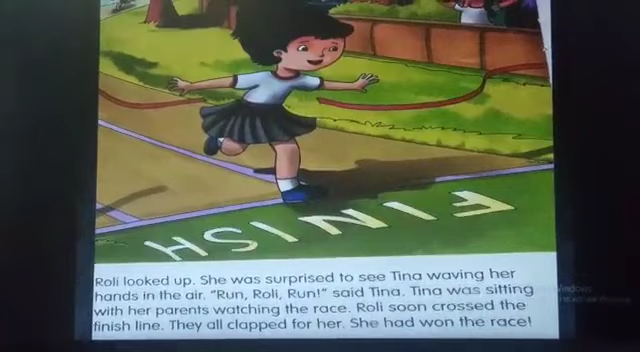 FINISH
Roli looked up. She was surprised to see Tina waving her
hands in the air. "Run, Roli, Run!" said Tina. Tina was sitting
with her parents watching the race. Roli soon crossed the
finish line. They all clapped for her. She had won the race!